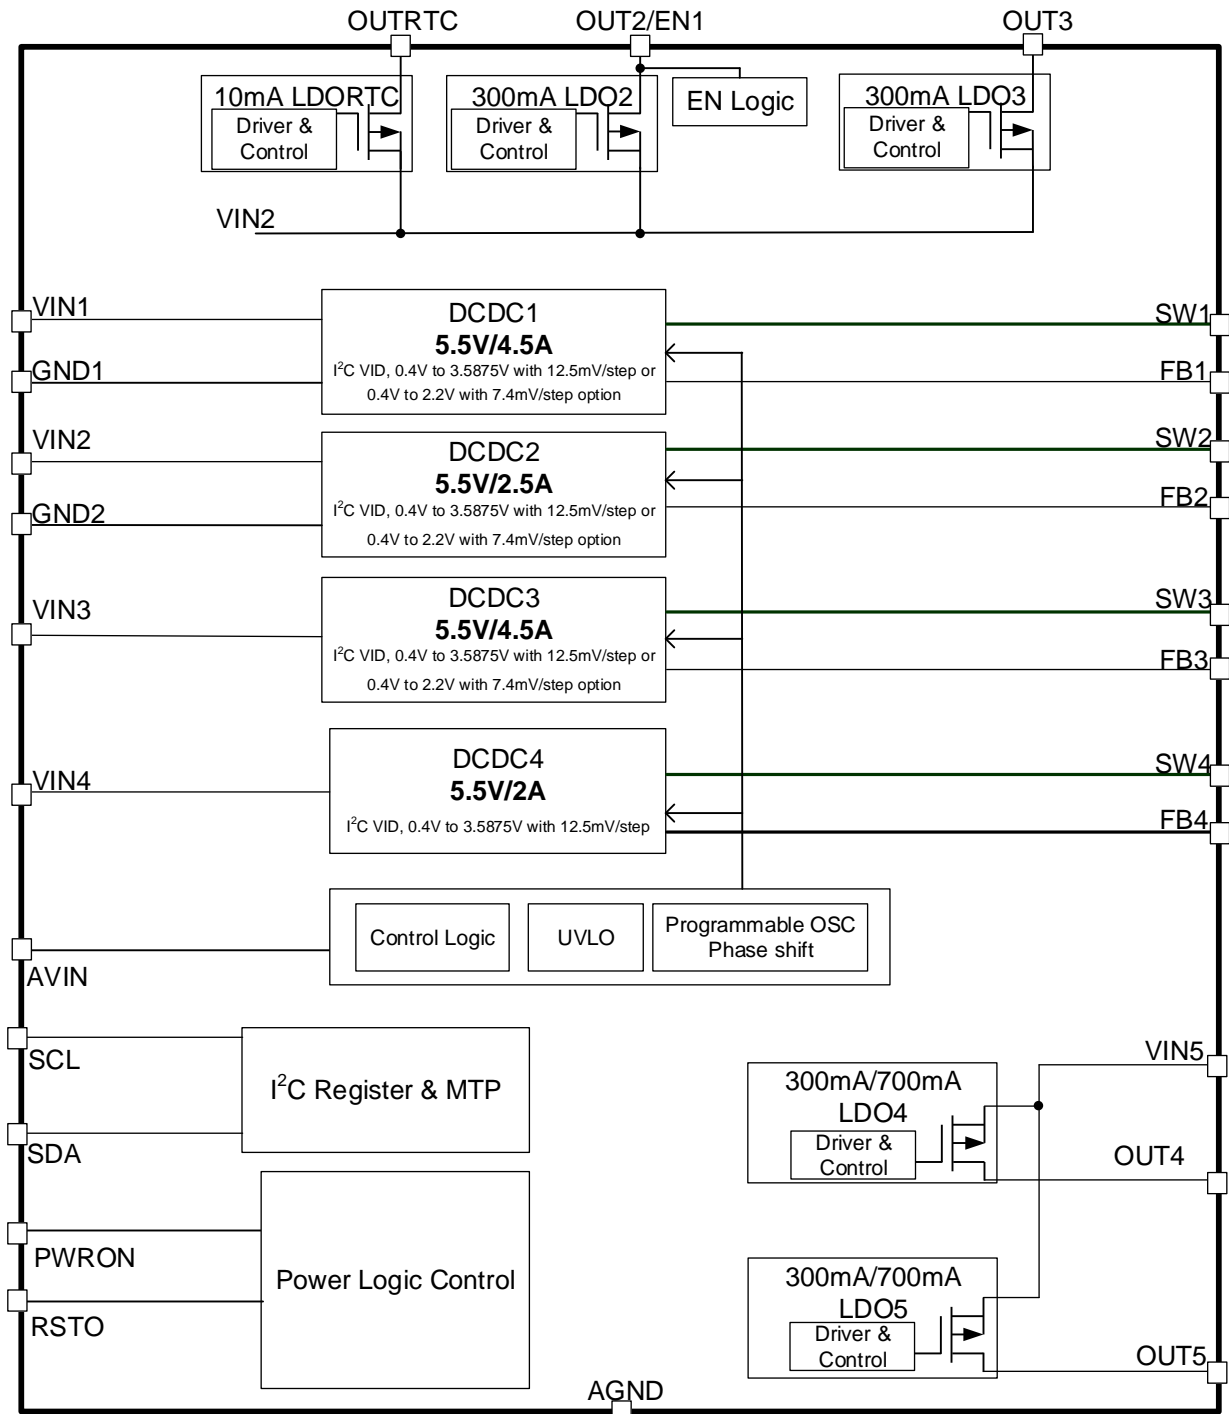 OUTRTC
OUT2/EN1
OUT3
10mA LDORTC
Driver &
Control
300mA LDO2
Driver &
Control
EN Logic
300mA LDO3
Driver &
Control
VIN2
VIN1
GND1
DCDC1
5.5V/4.5A
I²C VID, 0.4V to 3.5875V with 12.5mV/step or
0.4V to 2.2V with 7.4mV/step option
SW1
FB1
VIN2
GND2
DCDC2
5.5V/2.5A
I²C VID, 0.4V to 3.5875V with 12.5mV/step or
0.4V to 2.2V with 7.4mV/step option
SW2
FB2
VIN3
DCDC3
5.5V/4.5A
I²C VID, 0.4V to 3.5875V with 12.5mV/step or
0.4V to 2.2V with 7.4mV/step option
SW3
FB3
VIN4
DCDC4
5.5V/2A
I²C VID, 0.4V to 3.5875V with 12.5mV/step
SW4
FB4
AVIN
Control Logic
UVLO
Programmable OSC
Phase shift
SCL
SDA
I²C Register & MTP
VIN5
300mA/700mA
LDO4
Driver &
Control
OUT4
PWRON
RSTO
Power Logic Control
300mA/700mA
LDO5
Driver &
Control
OUT5
AGND